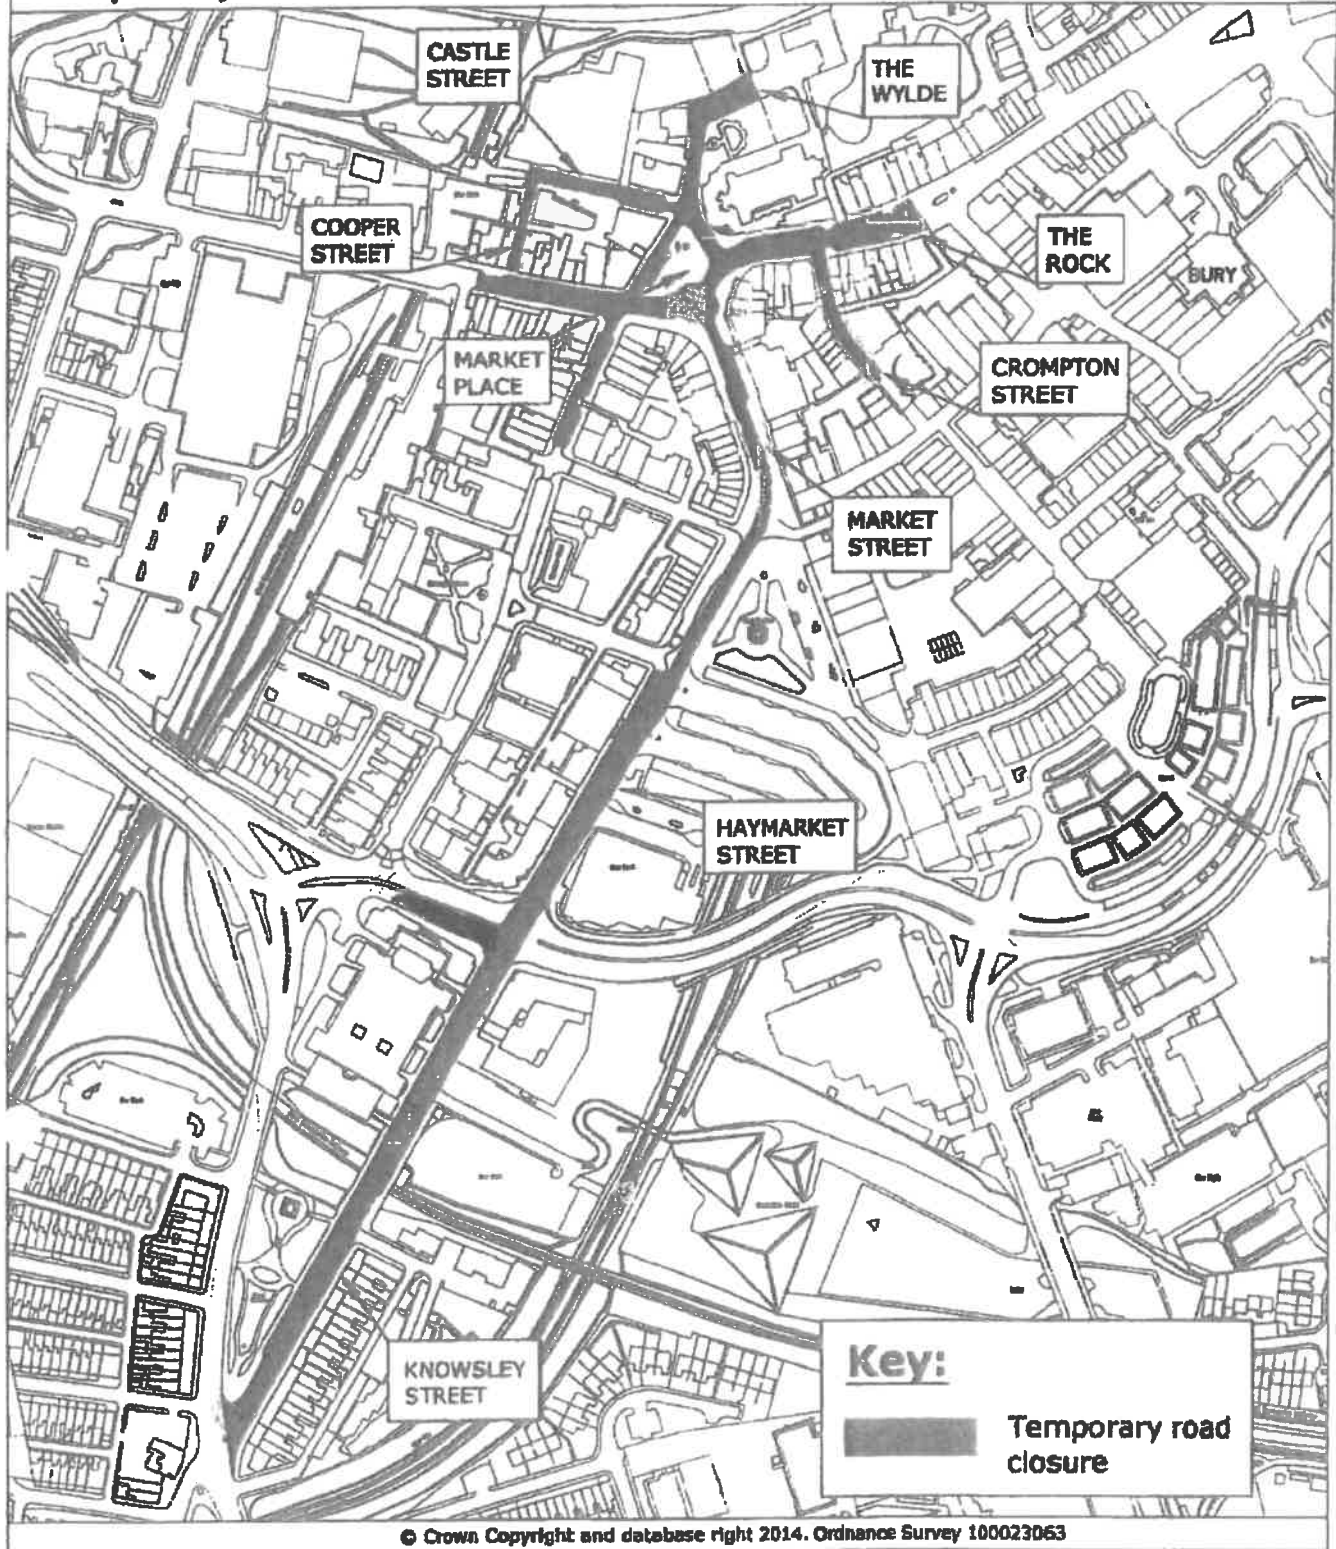 CASTLE
STREET
THE
WYLDE
COOPER
STREET
THE
ROCK
BURY
MARKET
PLACE
CROMPTON
STREET
MARKET
STREET
HAYMARKET
STREET
KNOWSLEY
STREET
Key:
Temporary road
closure
© Crown Copyright and database right 2014. Ordnance Survey 100023063